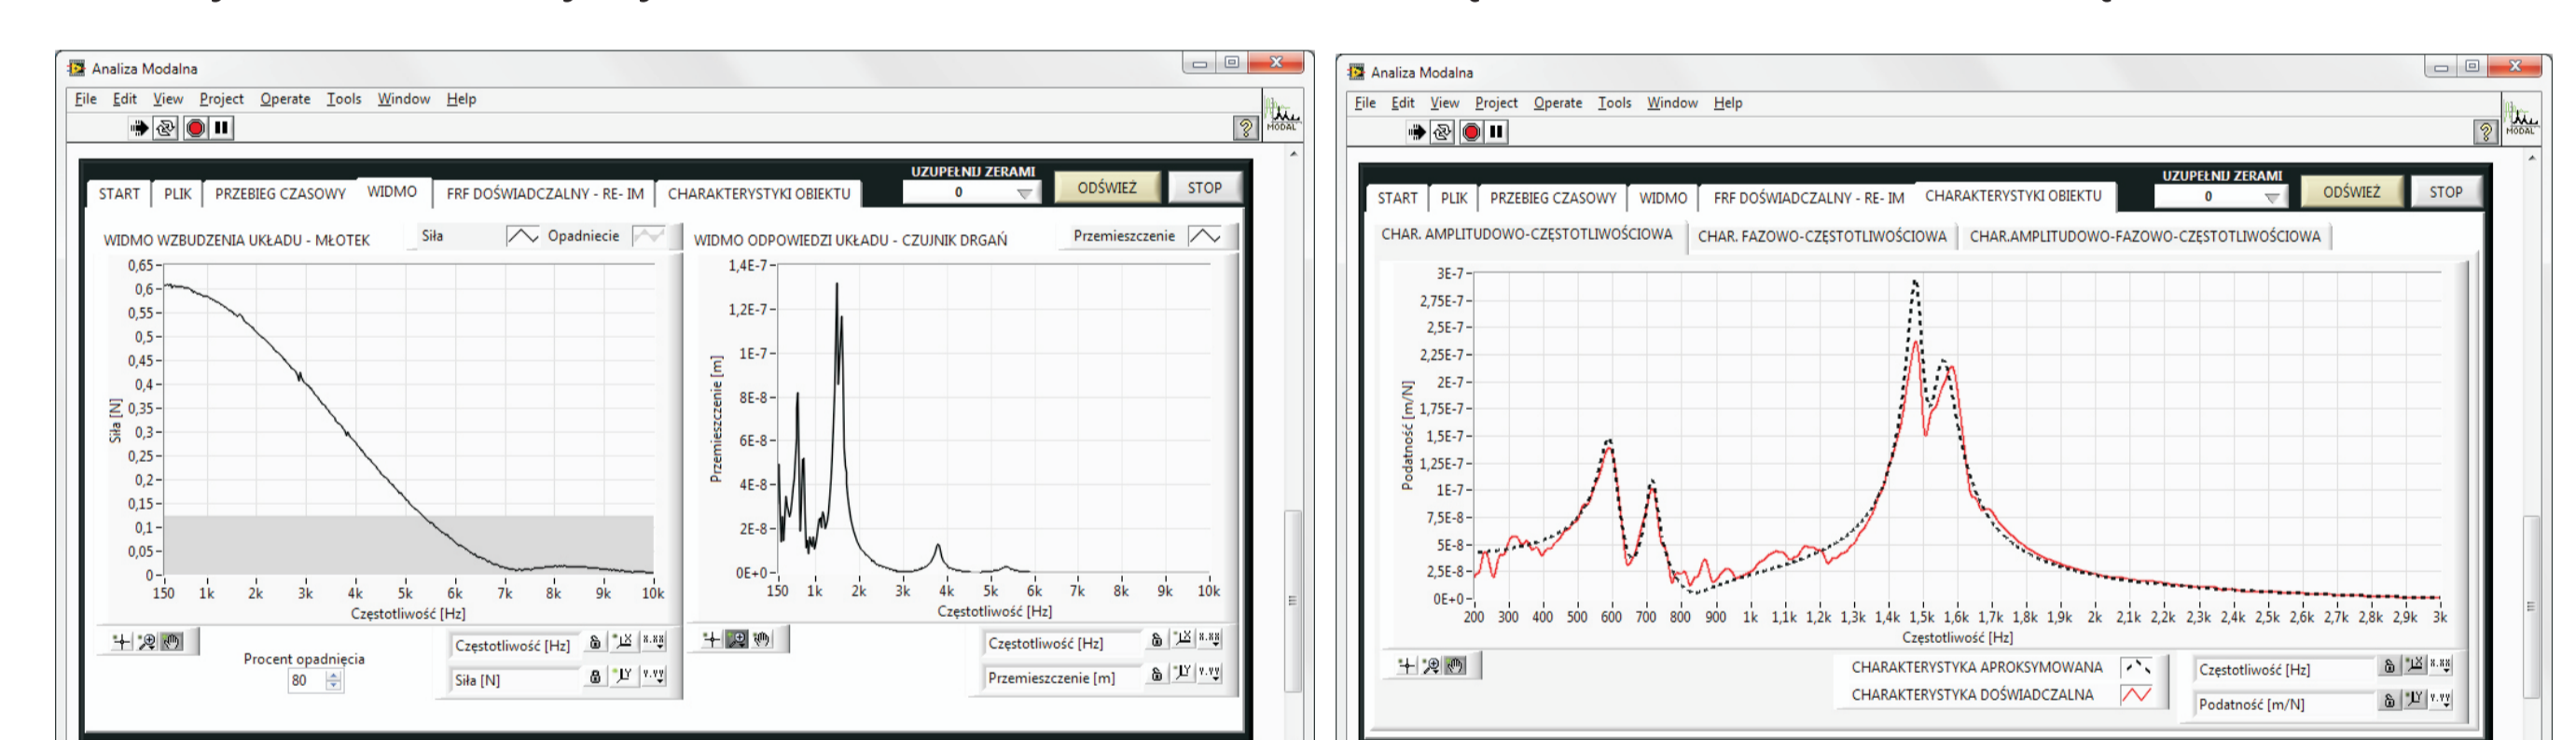 Analiza Modalna
File Edit View Project Operate Tools Window Help
MODAL
UZUPEŁNIJ ZERAMI
0
ODŚWIEŻ
STOP
START PLIK PRZEBIEG CZASOWY WIDMO FRF DOŚWIADCZALNY - RE- IM CHARAKTERYSTYKI OBIEKTU
WIDMO WZBUDZENIA UKŁADU - MŁOTEK
Siła
Opadniecie
0,65
0,6
0,55
0,5
0,45
0,4
0,35
0,3
0,25
0,2
0,15
0,1
0,05
0
Siła [N]
150 1k 2k 3k 4k 5k 6k 7k 8k 9k 10k
Częstotliwość [Hz]
Procent opadnięcia
80
Częstotliwość [Hz]
Siła [N]
WIDMO ODPOWIEDZI UKŁADU - CZUJNIK DRGAŃ
Przemieszczenie
1,4E-7
1,2E-7
1E-7
8E-8
6E-8
4E-8
2E-8
0E+0
Przemieszczenie [m]
150 1k 2k 3k 4k 5k 6k 7k 8k 9k 10k
Częstotliwość [Hz]
Częstotliwość [Hz]
Przemieszczenie [m]
Analiza Modalna
File Edit View Project Operate Tools Window Help
MODAL
UZUPEŁNIJ ZERAMI
0
ODŚWIEŻ
STOP
START PLIK PRZEBIEG CZASOWY WIDMO FRF DOŚWIADCZALNY - RE- IM CHARAKTERYSTYKI OBIEKTU
CHAR. AMPLITUDOWO-CZĘSTOTLIWOŚCIOWA CHAR. FAZOWO-CZĘSTOTLIWOŚCIOWA CHAR.AMPLITUDOWO-FAZOWO-CZĘSTOTLIWOŚCIOWA
3E-7
2,75E-7
2,5E-7
2,25E-7
2E-7
1,75E-7
1,5E-7
1,25E-7
1E-7
7,5E-8
5E-8
2,5E-8
0E+0
Podatność [m/N]
200 300 400 500 600 700 800 900 1k 1,1k 1,2k 1,3k 1,4k 1,5k 1,6k 1,7k 1,8k 1,9k 2k 2,1k 2,2k 2,3k 2,4k 2,5k 2,6k 2,7k 2,8k 2,9k 3k
Częstotliwość [Hz]
CHARAKTERYSTYKA APROKSYMOWANA
CHARAKTERYSTYKA DOŚWIADCZALNA
Częstotliwość [Hz]
Podatność [m/N]